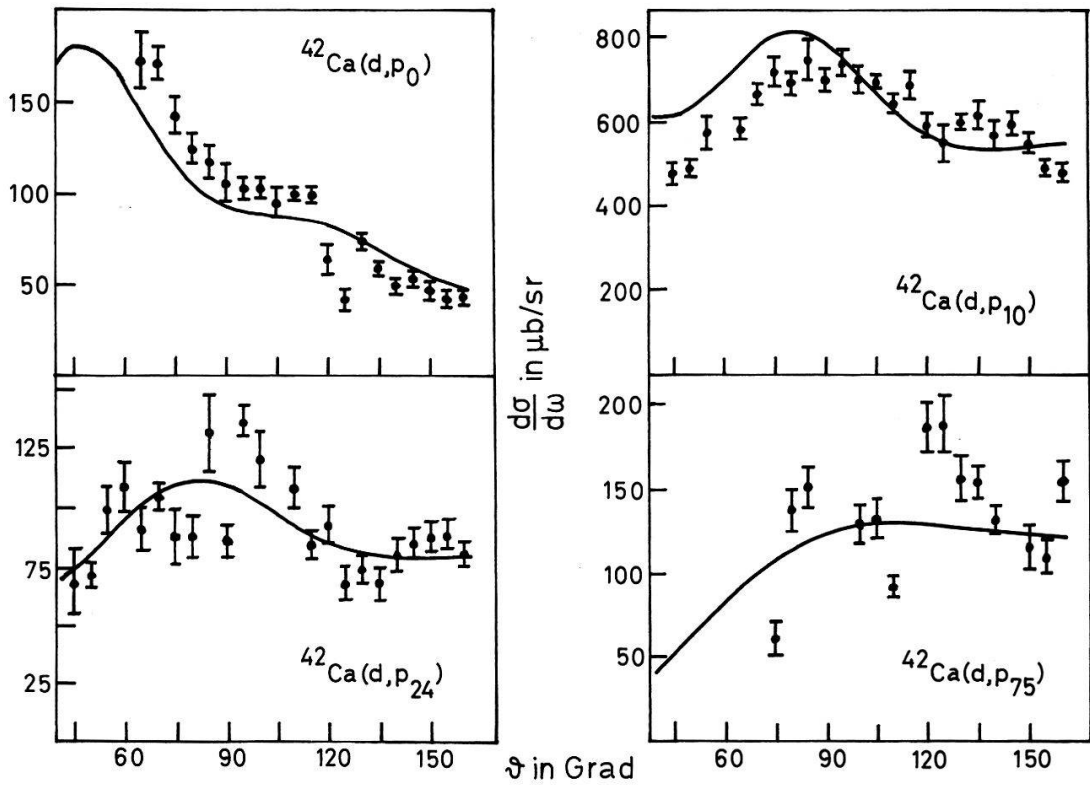 ⁴²Ca(d,p₀)
150
100
50
800
600
400
200
⁴²Ca(d,p₁₀)
dσ/dω in μb/sr
125
75
25
⁴²Ca(d,p₂₄)
60 90 120 150
200
150
100
50
⁴²Ca(d,p₇₅)
60 90 120 150
ϑ in Grad